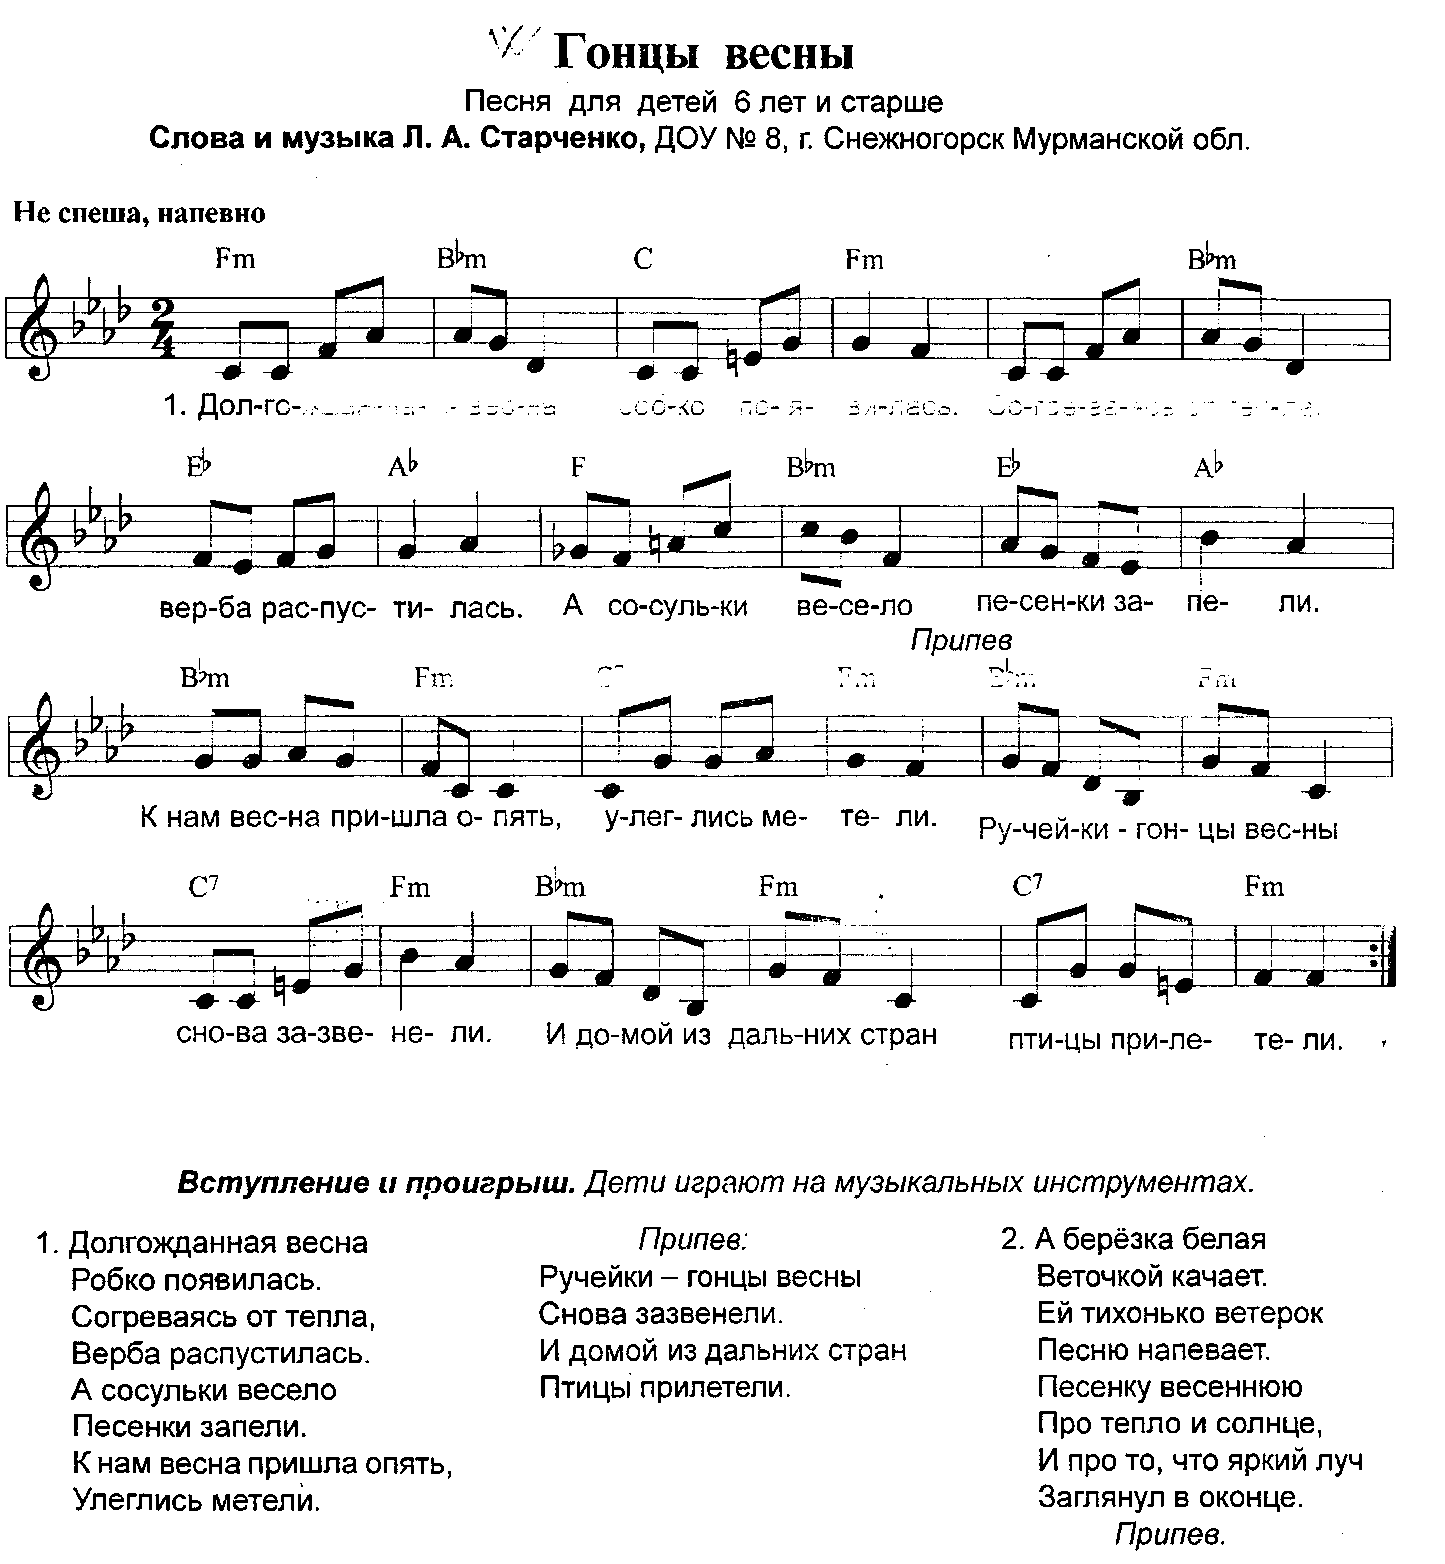 Гонцы весны
Песня для детей 6 лет и старше
Слова и музыка Л. А. Старченко, ДОУ № 8, г. Снежногорск Мурманской обл.
Не спеша, напевно
Fm B♭m C Fm B♭m
1. Дол-го-
E♭ A♭ F B♭m E♭ A♭
вер-ба рас-пус- ти- лась. А со-суль-ки ве-се-ло пе-сен-ки за- пе- ли.
Припев
B♭m Fm C7 Fm B♭m Fm
К нам вес-на при-шла о- пять, у-лег- лись ме- те- ли. Ру-чей-ки - гон- цы вес-ны
C7 Fm B♭m Fm C7 Fm
сно-ва за-зве- не- ли. И до-мой из даль-них стран пти-цы при-ле- те- ли.
Вступление и проигрыш. Дети играют на музыкальных инструментах.
1. Долгожданная весна
Робко появилась.
Согреваясь от тепла,
Верба распустилась.
А сосульки весело
Песенки запели.
К нам весна пришла опять,
Улеглись метели.
Припев:
Ручейки – гонцы весны
Снова зазвенели.
И домой из дальних стран
Птицы прилетели.
2. А берёзка белая
Веточкой качает.
Ей тихонько ветерок
Песню напевает.
Песенку весеннюю
Про тепло и солнце,
И про то, что яркий луч
Заглянул в оконце.
Припев.